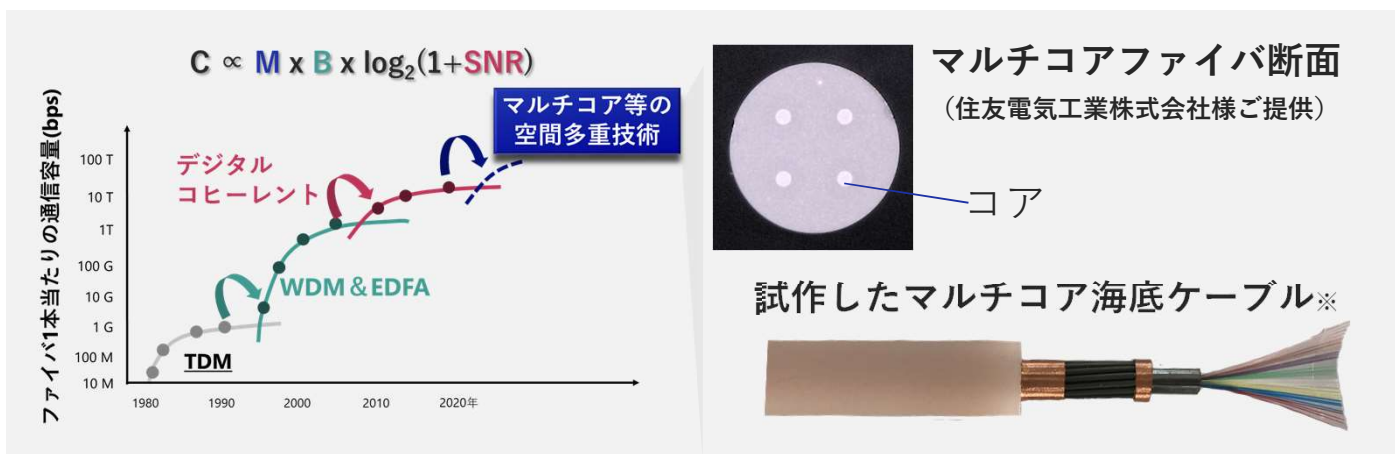 C ∝ M x B x log₂(1+SNR)
ファイバ1本当たりの通信容量(bps)
100 T
10 T
1T
100 G
10 G
1 G
100 M
10 M
1980
1990
2000
2010
2020年
TDM
WDM＆EDFA
デジタル
コヒーレント
マルチコア等の
空間多重技術
マルチコアファイバ断面
（住友電気工業株式会社様ご提供）
コア
試作したマルチコア海底ケーブル※